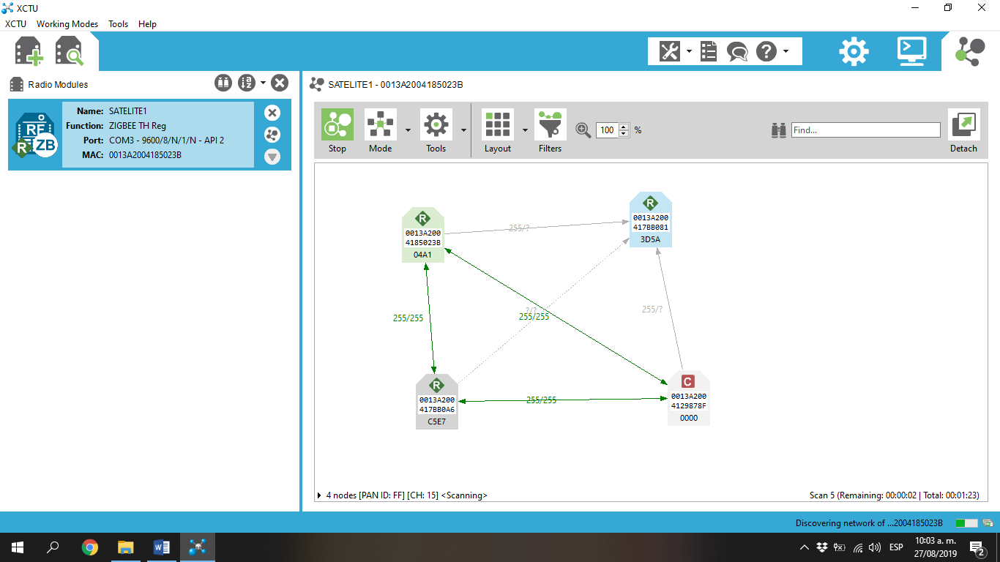 XCTU
XCTU Working Modes Tools Help
Radio Modules
Name: SATELITE1
Function: ZIGBEE TH Reg
Port: COM3 - 9600/8/N/1/N - API 2
MAC: 0013A2004185023B
RF
ZB
R
SATELITE1 - 0013A2004185023B
Stop
Mode
Tools
Layout
Filters
100 %
Find...
Detach
R
0013A200
4185023B
04A1
R
0013A200
417BB081
3D5A
255/?
255/255
?/?
255/255
255/?
R
0013A200
417BB0A6
C5E7
255/255
C
0013A200
4129878F
0000
4 nodes [PAN ID: FF] [CH: 15] <Scanning>
Scan 5 (Remaining: 00:00:02 | Total: 00:01:23)
Discovering network of ...2004185023B
ESP
10:03 a. m.
27/08/2019
2